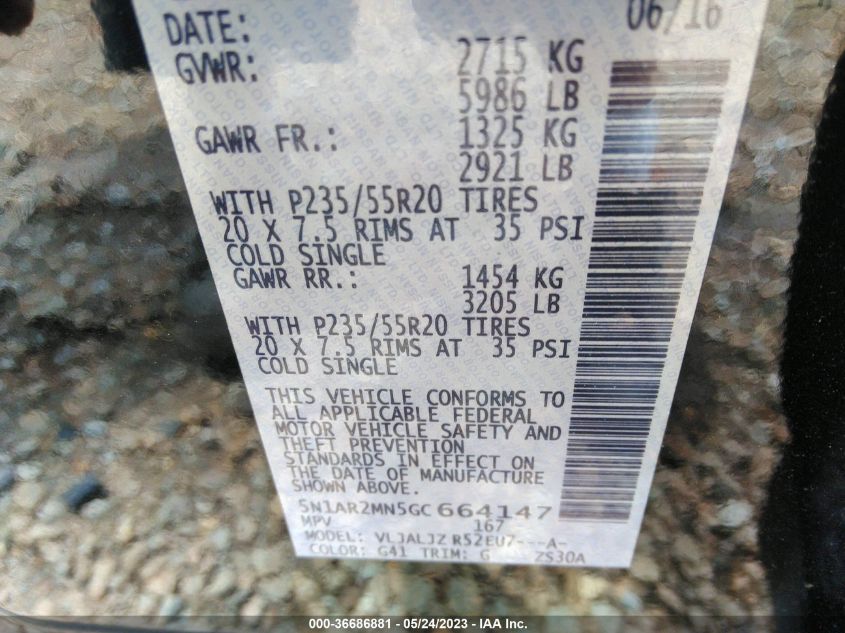 DATE: 06/16
GVWR: 2715 KG
5986 LB
GAWR FR.: 1325 KG
2921 LB
WITH P235/55R20 TIRES
20 X 7.5 RIMS AT 35 PSI
COLD SINGLE
GAWR RR.: 1454 KG
3205 LB
WITH P235/55R20 TIRES
20 X 7.5 RIMS AT 35 PSI
COLD SINGLE
THIS VEHICLE CONFORMS TO
ALL APPLICABLE FEDERAL
MOTOR VEHICLE SAFETY AND
THEFT PREVENTION
STANDARDS IN EFFECT ON
THE DATE OF MANUFACTURE
SHOWN ABOVE.
5N1AR2MN5GC664147
MPV 167
MODEL: VLJALJZ R52EU7---A-
COLOR: G41 TRIM: G ZS30A
000-36686881 - 05/24/2023 - IAA Inc.